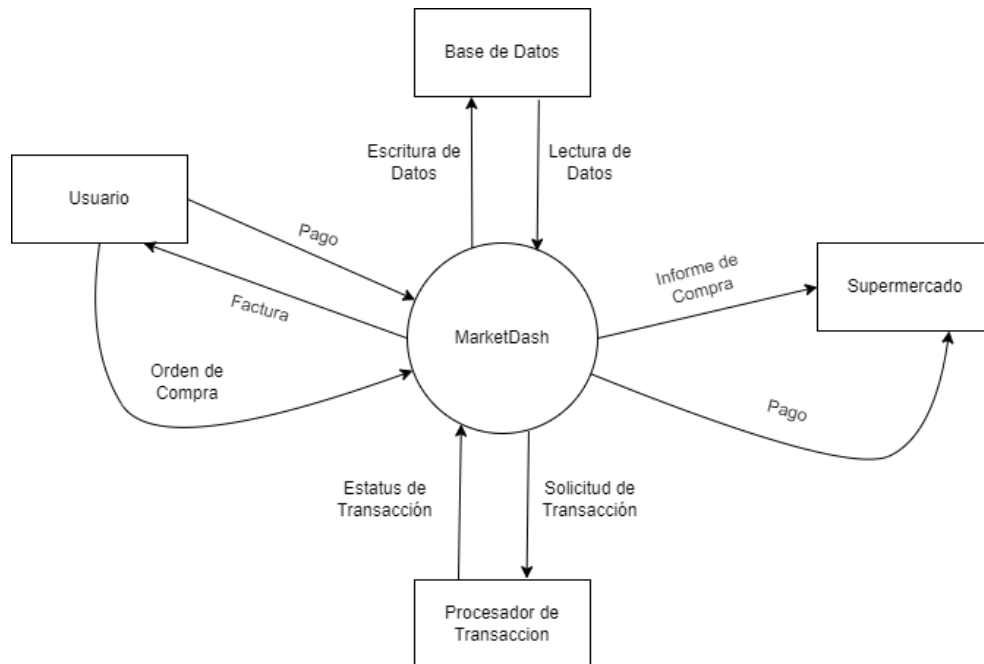 Base de Datos
Escritura de
Datos
Lectura de
Datos
Usuario
Pago
Factura
Orden de
Compra
MarketDash
Informe de
Compra
Supermercado
Pago
Estatus de
Transacción
Solicitud de
Transacción
Procesador de
Transaccion